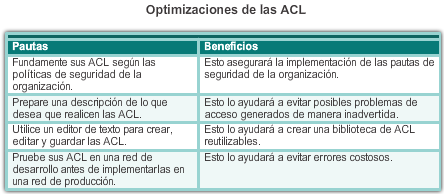 Optimizaciones de las ACL
Pautas
Beneficios
Fundamente sus ACL según las
políticas de seguridad de la
organización.
Esto asegurará la implementación de las pautas de
seguridad de la organización.
Prepare una descripción de lo que
desea que realicen las ACL.
Esto lo ayudará a evitar posibles problemas de
acceso generados de manera inadvertida.
Utilice un editor de texto para crear,
editar y guardar las ACL.
Esto lo ayudará a crear una biblioteca de ACL
reutilizables.
Pruebe sus ACL en una red de
desarrollo antes de implementarlas en
una red de producción.
Esto lo ayudará a evitar errores costosos.